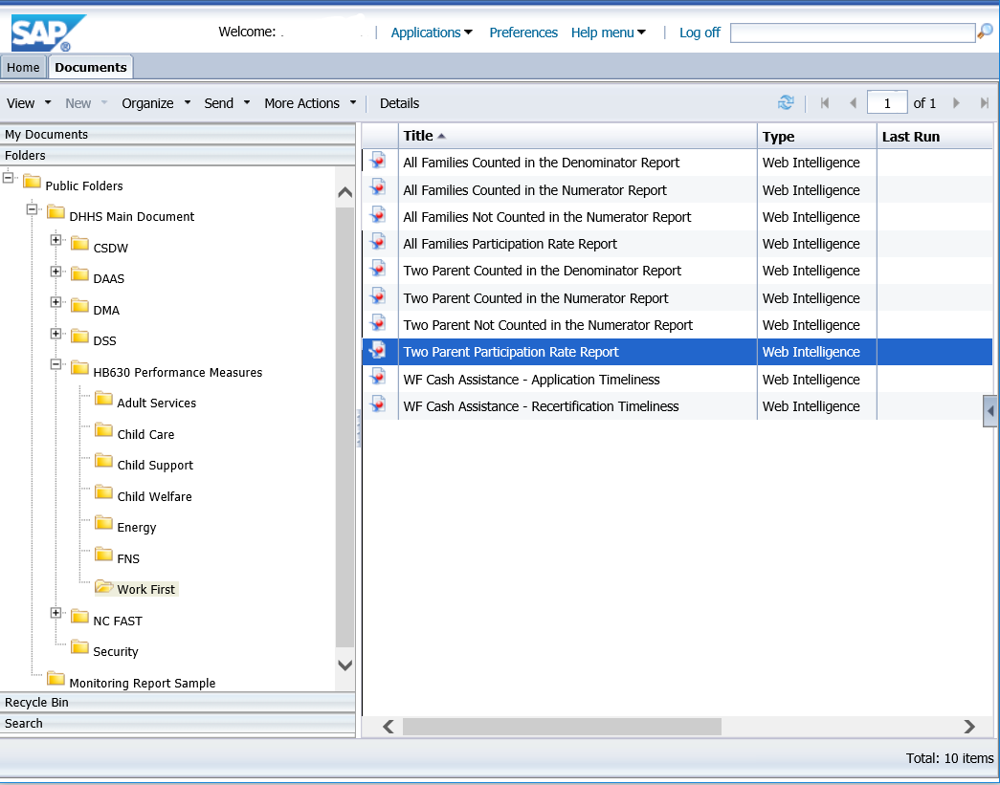 SAP ® Welcome: . | Applications Preferences Help menu | Log off
Home Documents
View New Organize Send More Actions Details 1 of 1
My Documents
Folders
Public Folders
DHHS Main Document
CSDW
DAAS
DMA
DSS
HB630 Performance Measures
Adult Services
Child Care
Child Support
Child Welfare
Energy
FNS
Work First
NC FAST
Security
Monitoring Report Sample
Recycle Bin
Search
Title Type Last Run
All Families Counted in the Denominator Report Web Intelligence
All Families Counted in the Numerator Report Web Intelligence
All Families Not Counted in the Numerator Report Web Intelligence
All Families Participation Rate Report Web Intelligence
Two Parent Counted in the Denominator Report Web Intelligence
Two Parent Counted in the Numerator Report Web Intelligence
Two Parent Not Counted in the Numerator Report Web Intelligence
Two Parent Participation Rate Report Web Intelligence
WF Cash Assistance - Application Timeliness Web Intelligence
WF Cash Assistance - Recertification Timeliness Web Intelligence
Total: 10 items